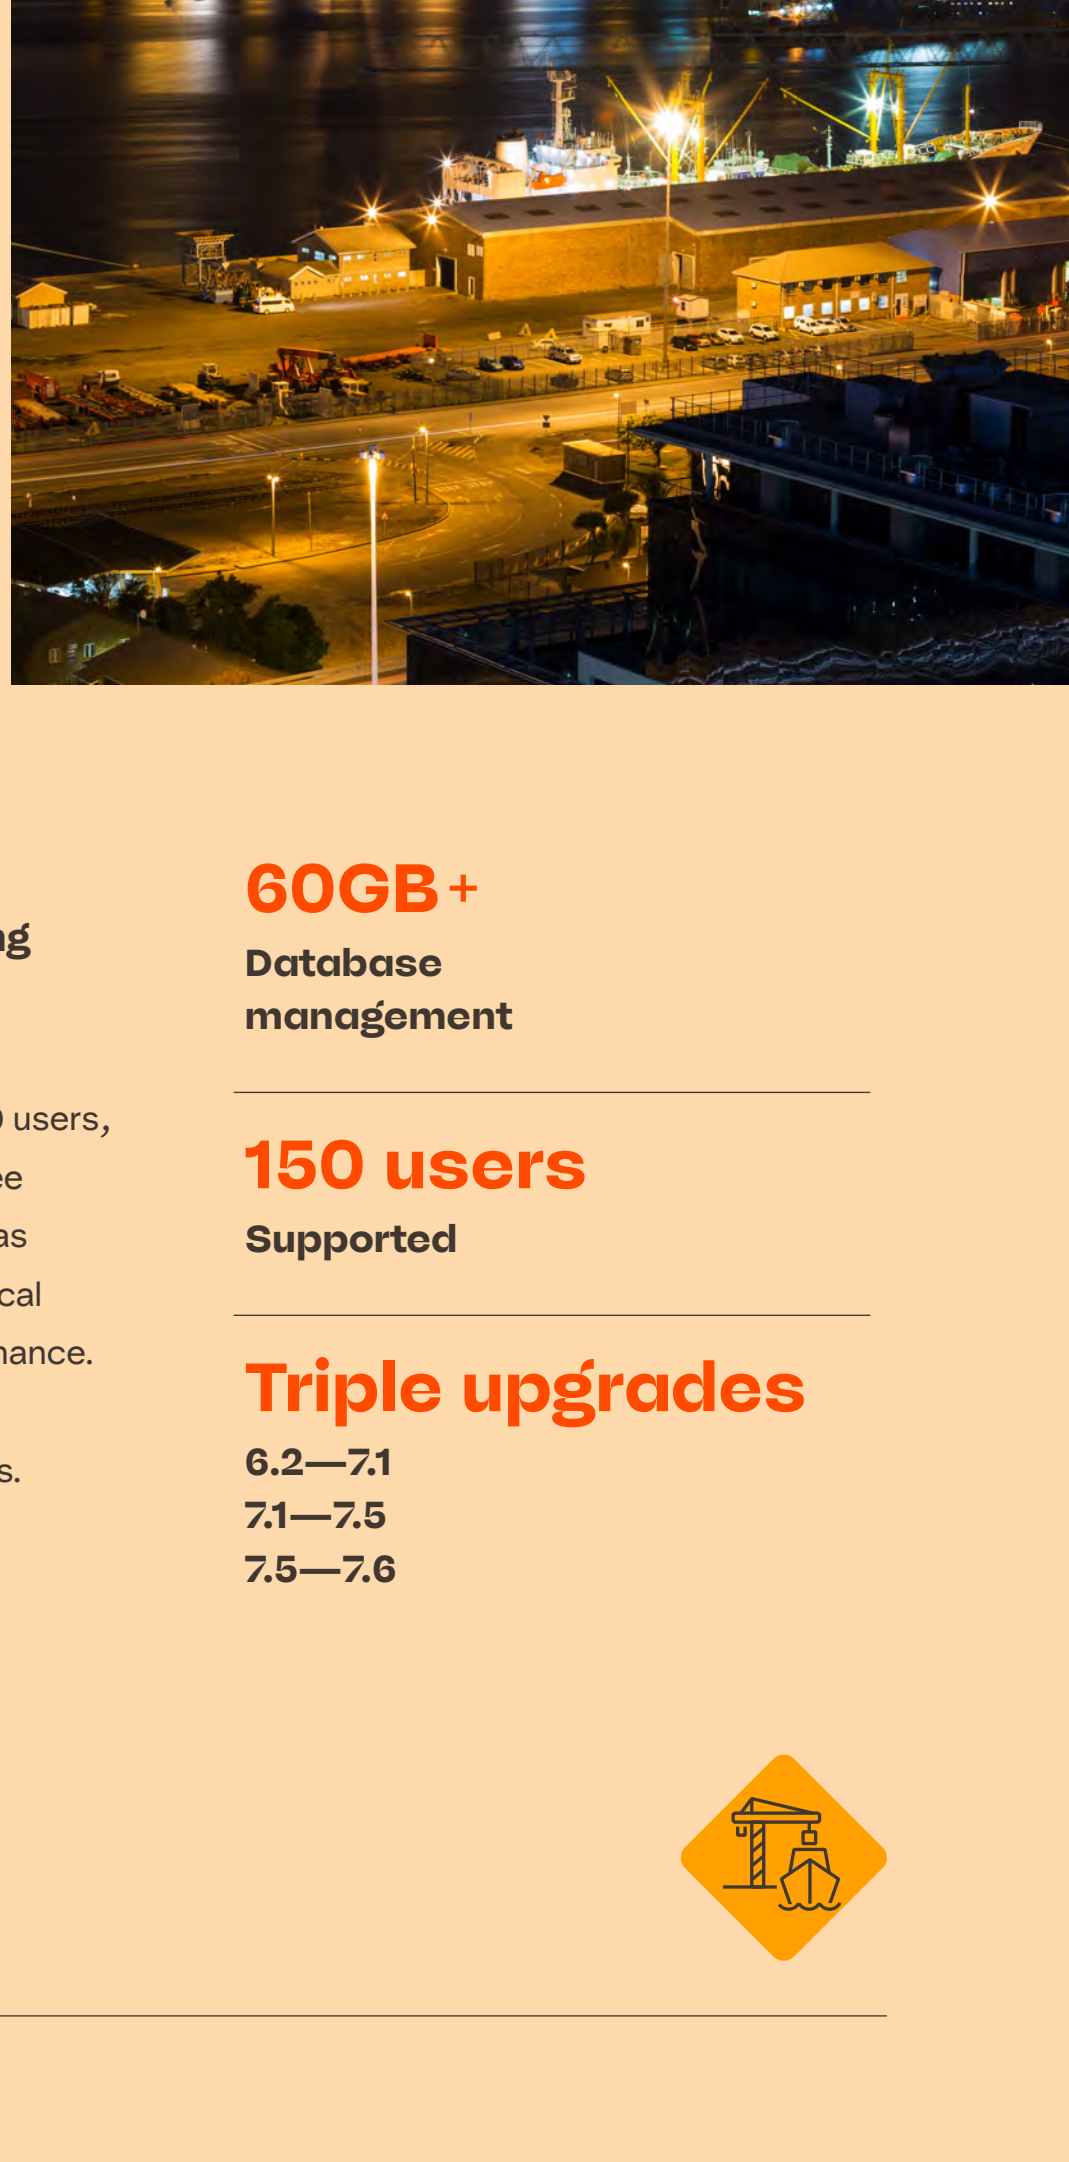 60GB+
Database
management
users,
150 users
Supported
Triple upgrades
6.2—7.1
7.1—7.5
7.5—7.6